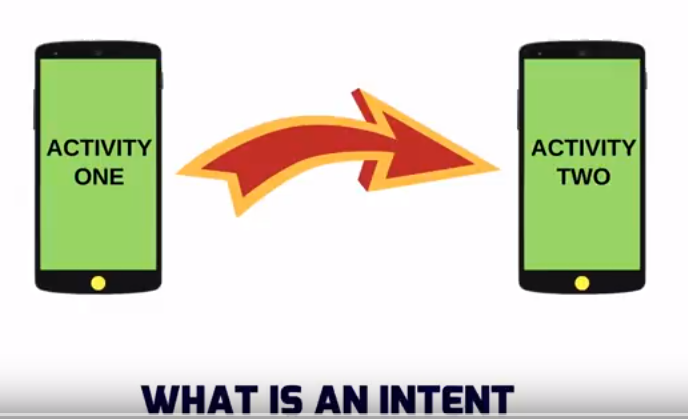 ACTIVITY
ONE
ACTIVITY
TWO
WHAT IS AN INTENT